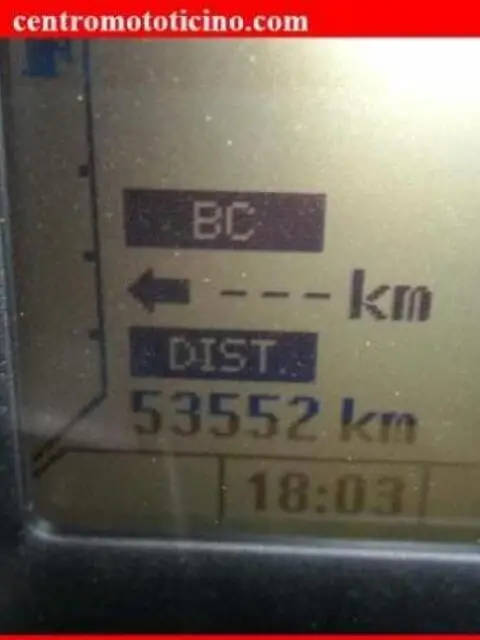 centromototicino.com
BC
--- km
DIST.
53552 km
18:03